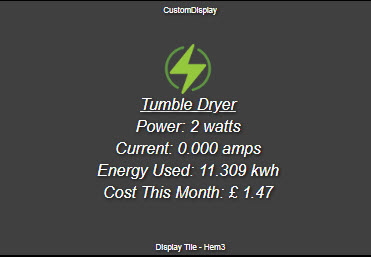 CustomDisplay
Tumble Dryer
Power: 2 watts
Current: 0.000 amps
Energy Used: 11.309 kwh
Cost This Month: £ 1.47
Display Tile - Hem3